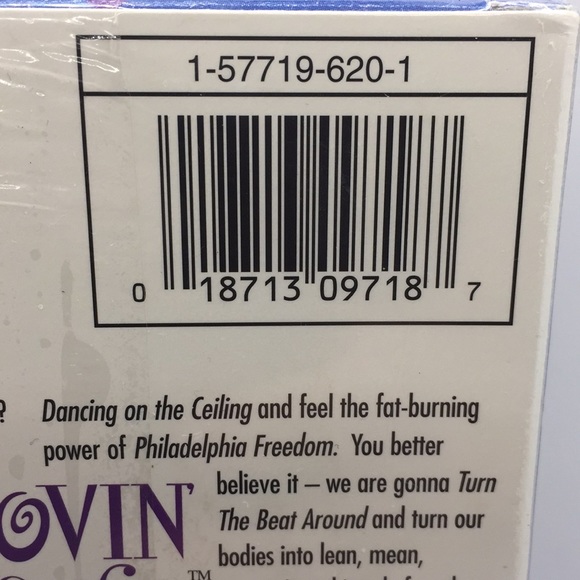 1-57719-620-1
0 18713 09718 7
? Dancing on the Ceiling and feel the fat-burning
power of Philadelphia Freedom. You better
believe it – we are gonna Turn
The Beat Around and turn our
bodies into lean, mean,
OVIN'
™